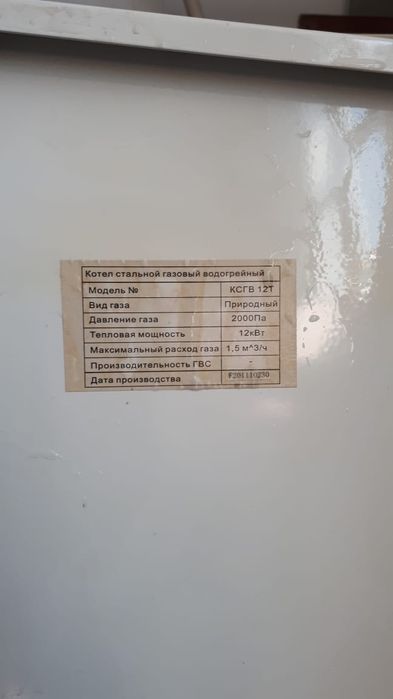 Котел стальной газовый водогрейный
Модель № КСГВ 12Т
Вид газа Природный
Давление газа 2000Па
Тепловая мощность 12кВт
Максимальный расход газа 1,5 м^3/ч
Производительность ГВС -
Дата производства F201110230